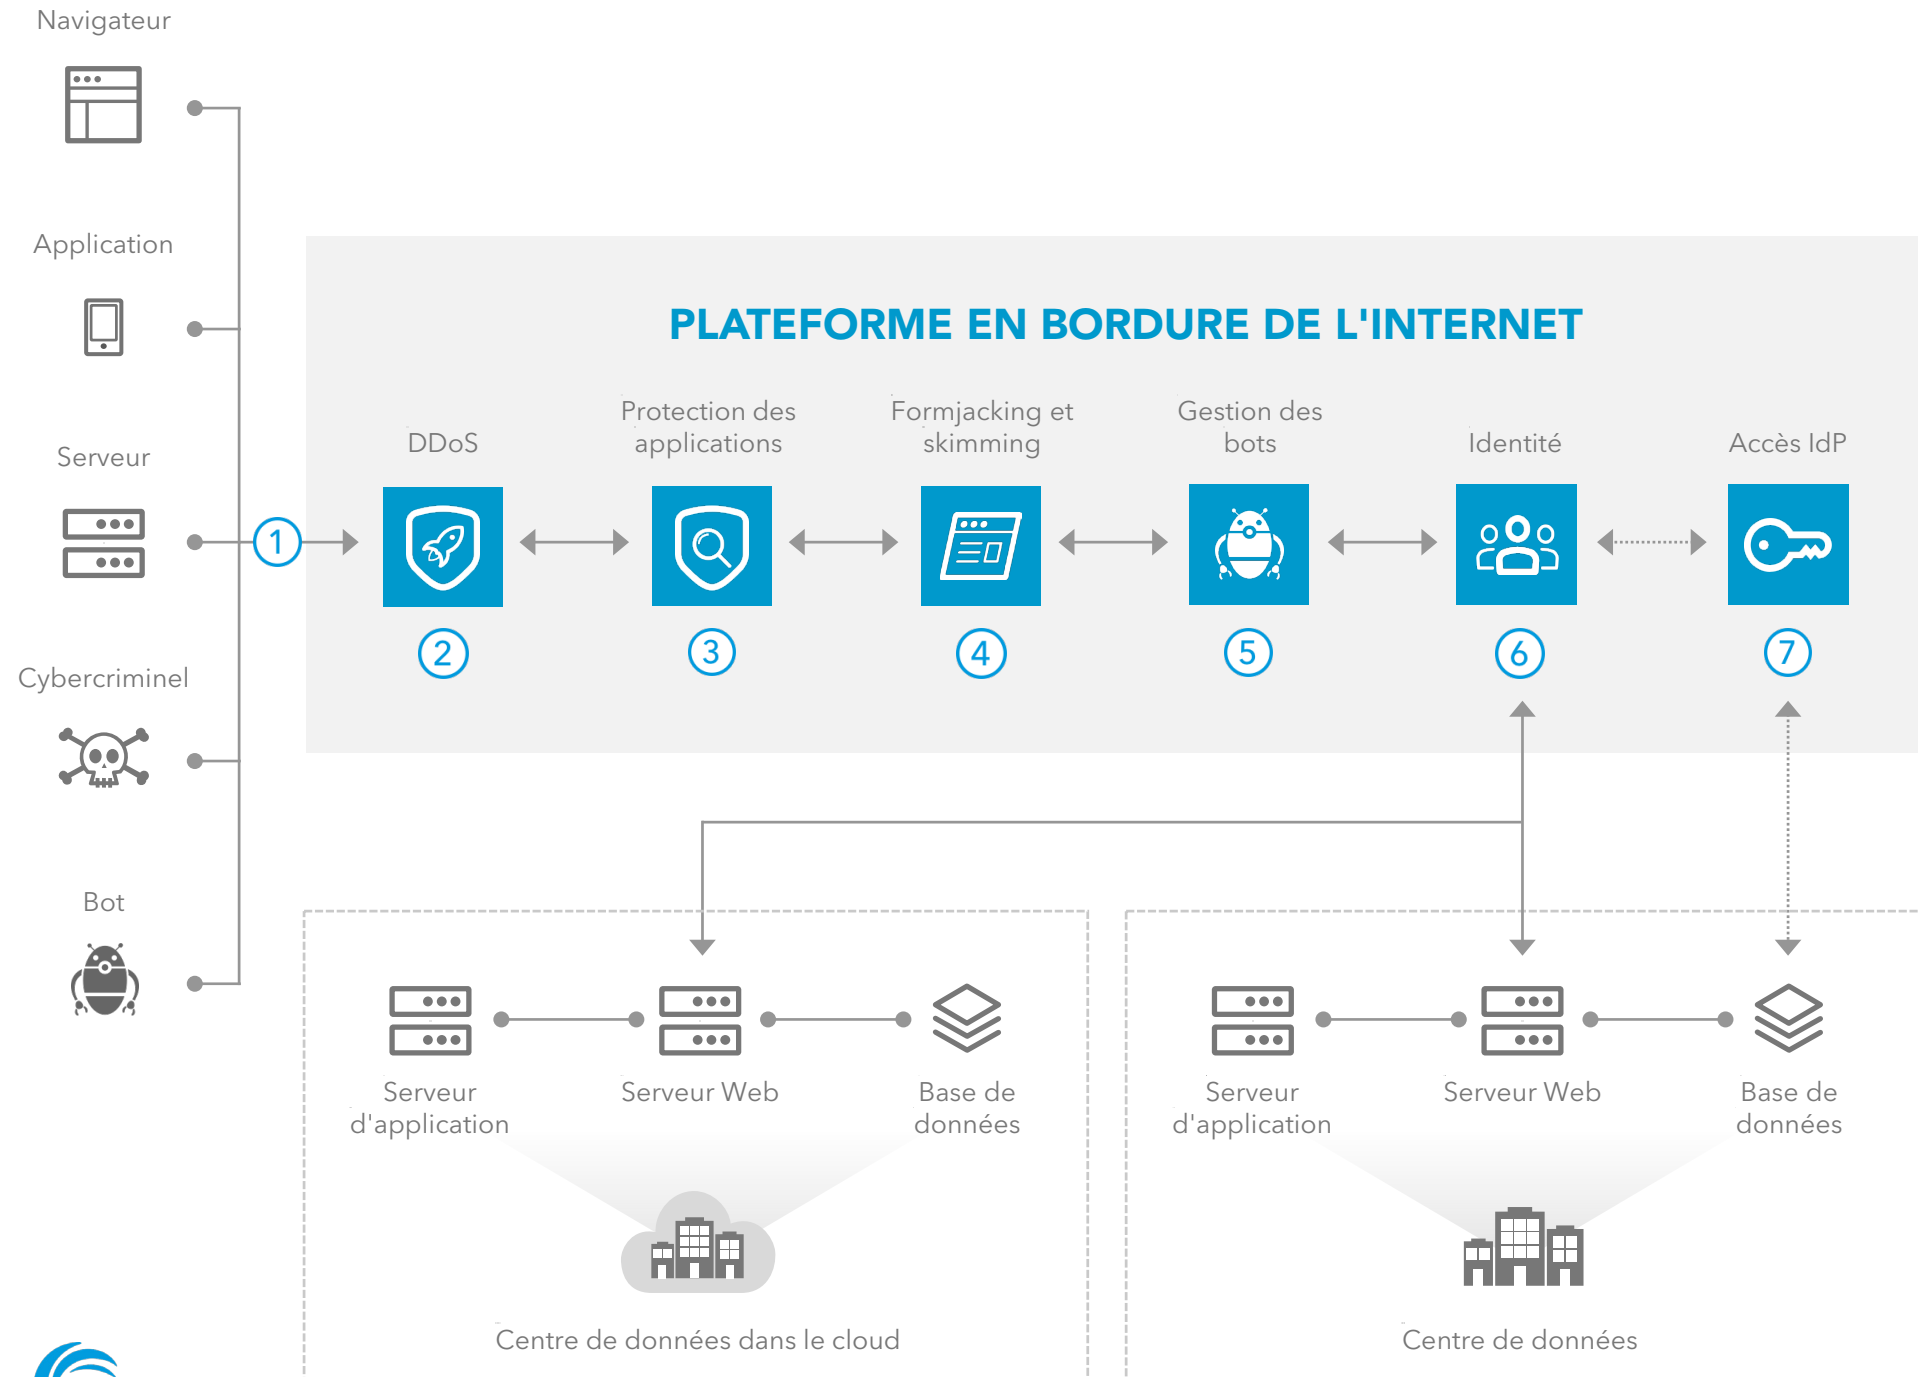 Navigateur
Application
Serveur
Cybercriminel
Bot
1
PLATEFORME EN BORDURE DE L'INTERNET
DDoS
Protection des
applications
Formjacking et
skimming
Gestion des
bots
Identité
Accès IdP
2
3
4
5
6
7
Serveur
d'application
Serveur Web
Base de
données
Centre de données dans le cloud
Serveur
d'application
Serveur Web
Base de
données
Centre de données